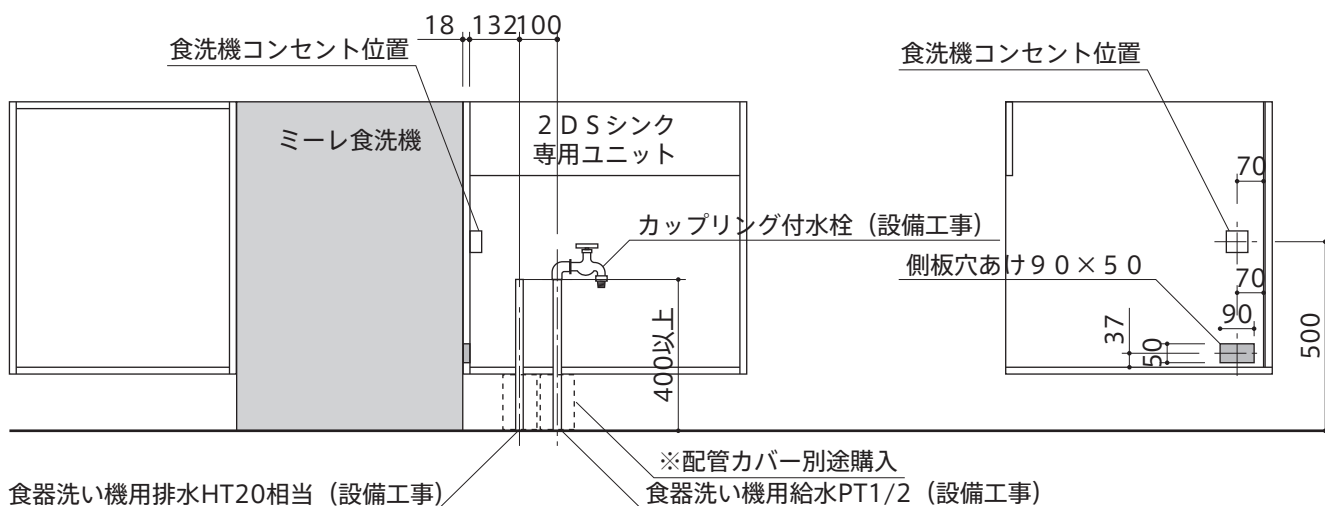 18 132 100
食洗機コンセント位置
食洗機コンセント位置
ミーレ食洗機
2DSシンク
専用ユニット
70
カップリング付水栓(設備工事)
側板穴あけ90×50
70
90
37
50
500
400以上
※配管カバー別途購入
食器洗い機用排水HT20相当(設備工事)
食器洗い機用給水PT1/2(設備工事)